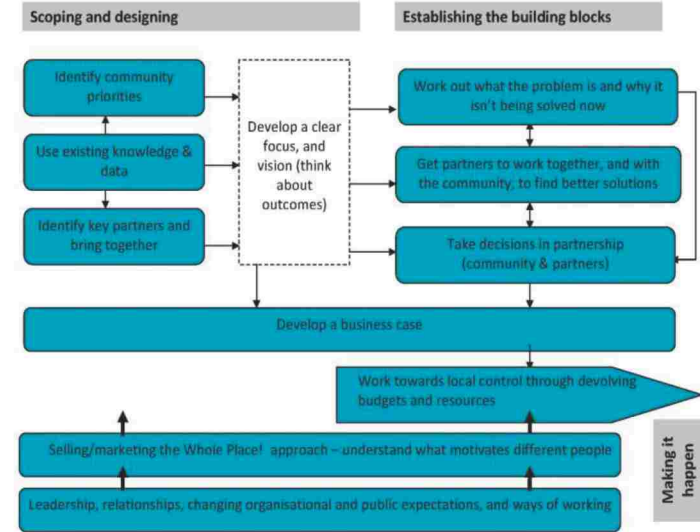 Scoping and designing
Establishing the building blocks
Identify community
priorities
Use existing knowledge &
data
Identify key partners and
bring together
Develop a clear
focus, and
vision (think
about
outcomes)
Work out what the problem is and why it
isn't being solved now
Get partners to work together, and with
the community, to find better solutions
Take decisions in partnership
(community & partners)
Develop a business case
Work towards local control through devolving
budgets and resources
Making it
happen
Selling/marketing the Whole Place! approach – understand what motivates different people
Leadership, relationships, changing organisational and public expectations, and ways of working